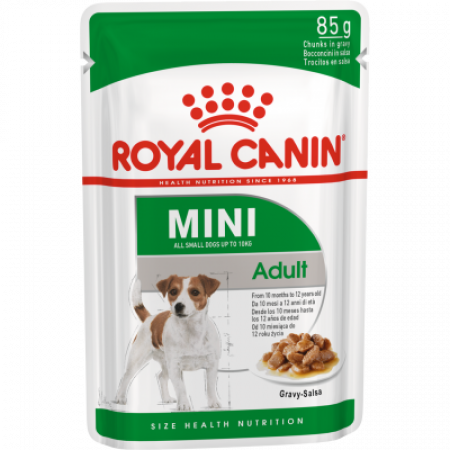 85 g
Chunks in gravy
Bocconcini in salsa
Trocitos en salsa
ROYAL CANIN
HEALTH NUTRITION SINCE 1968
MINI
ALL SMALL DOGS UP TO 10KG
Adult
From 10 months to 12 years old
Da 10 mesi a 12 anni di età
Desde los 10 meses hasta
los 12 años de edad
Od 10 miesiąca do
12 roku życia
Gravy-Salsa
SIZE HEALTH NUTRITION